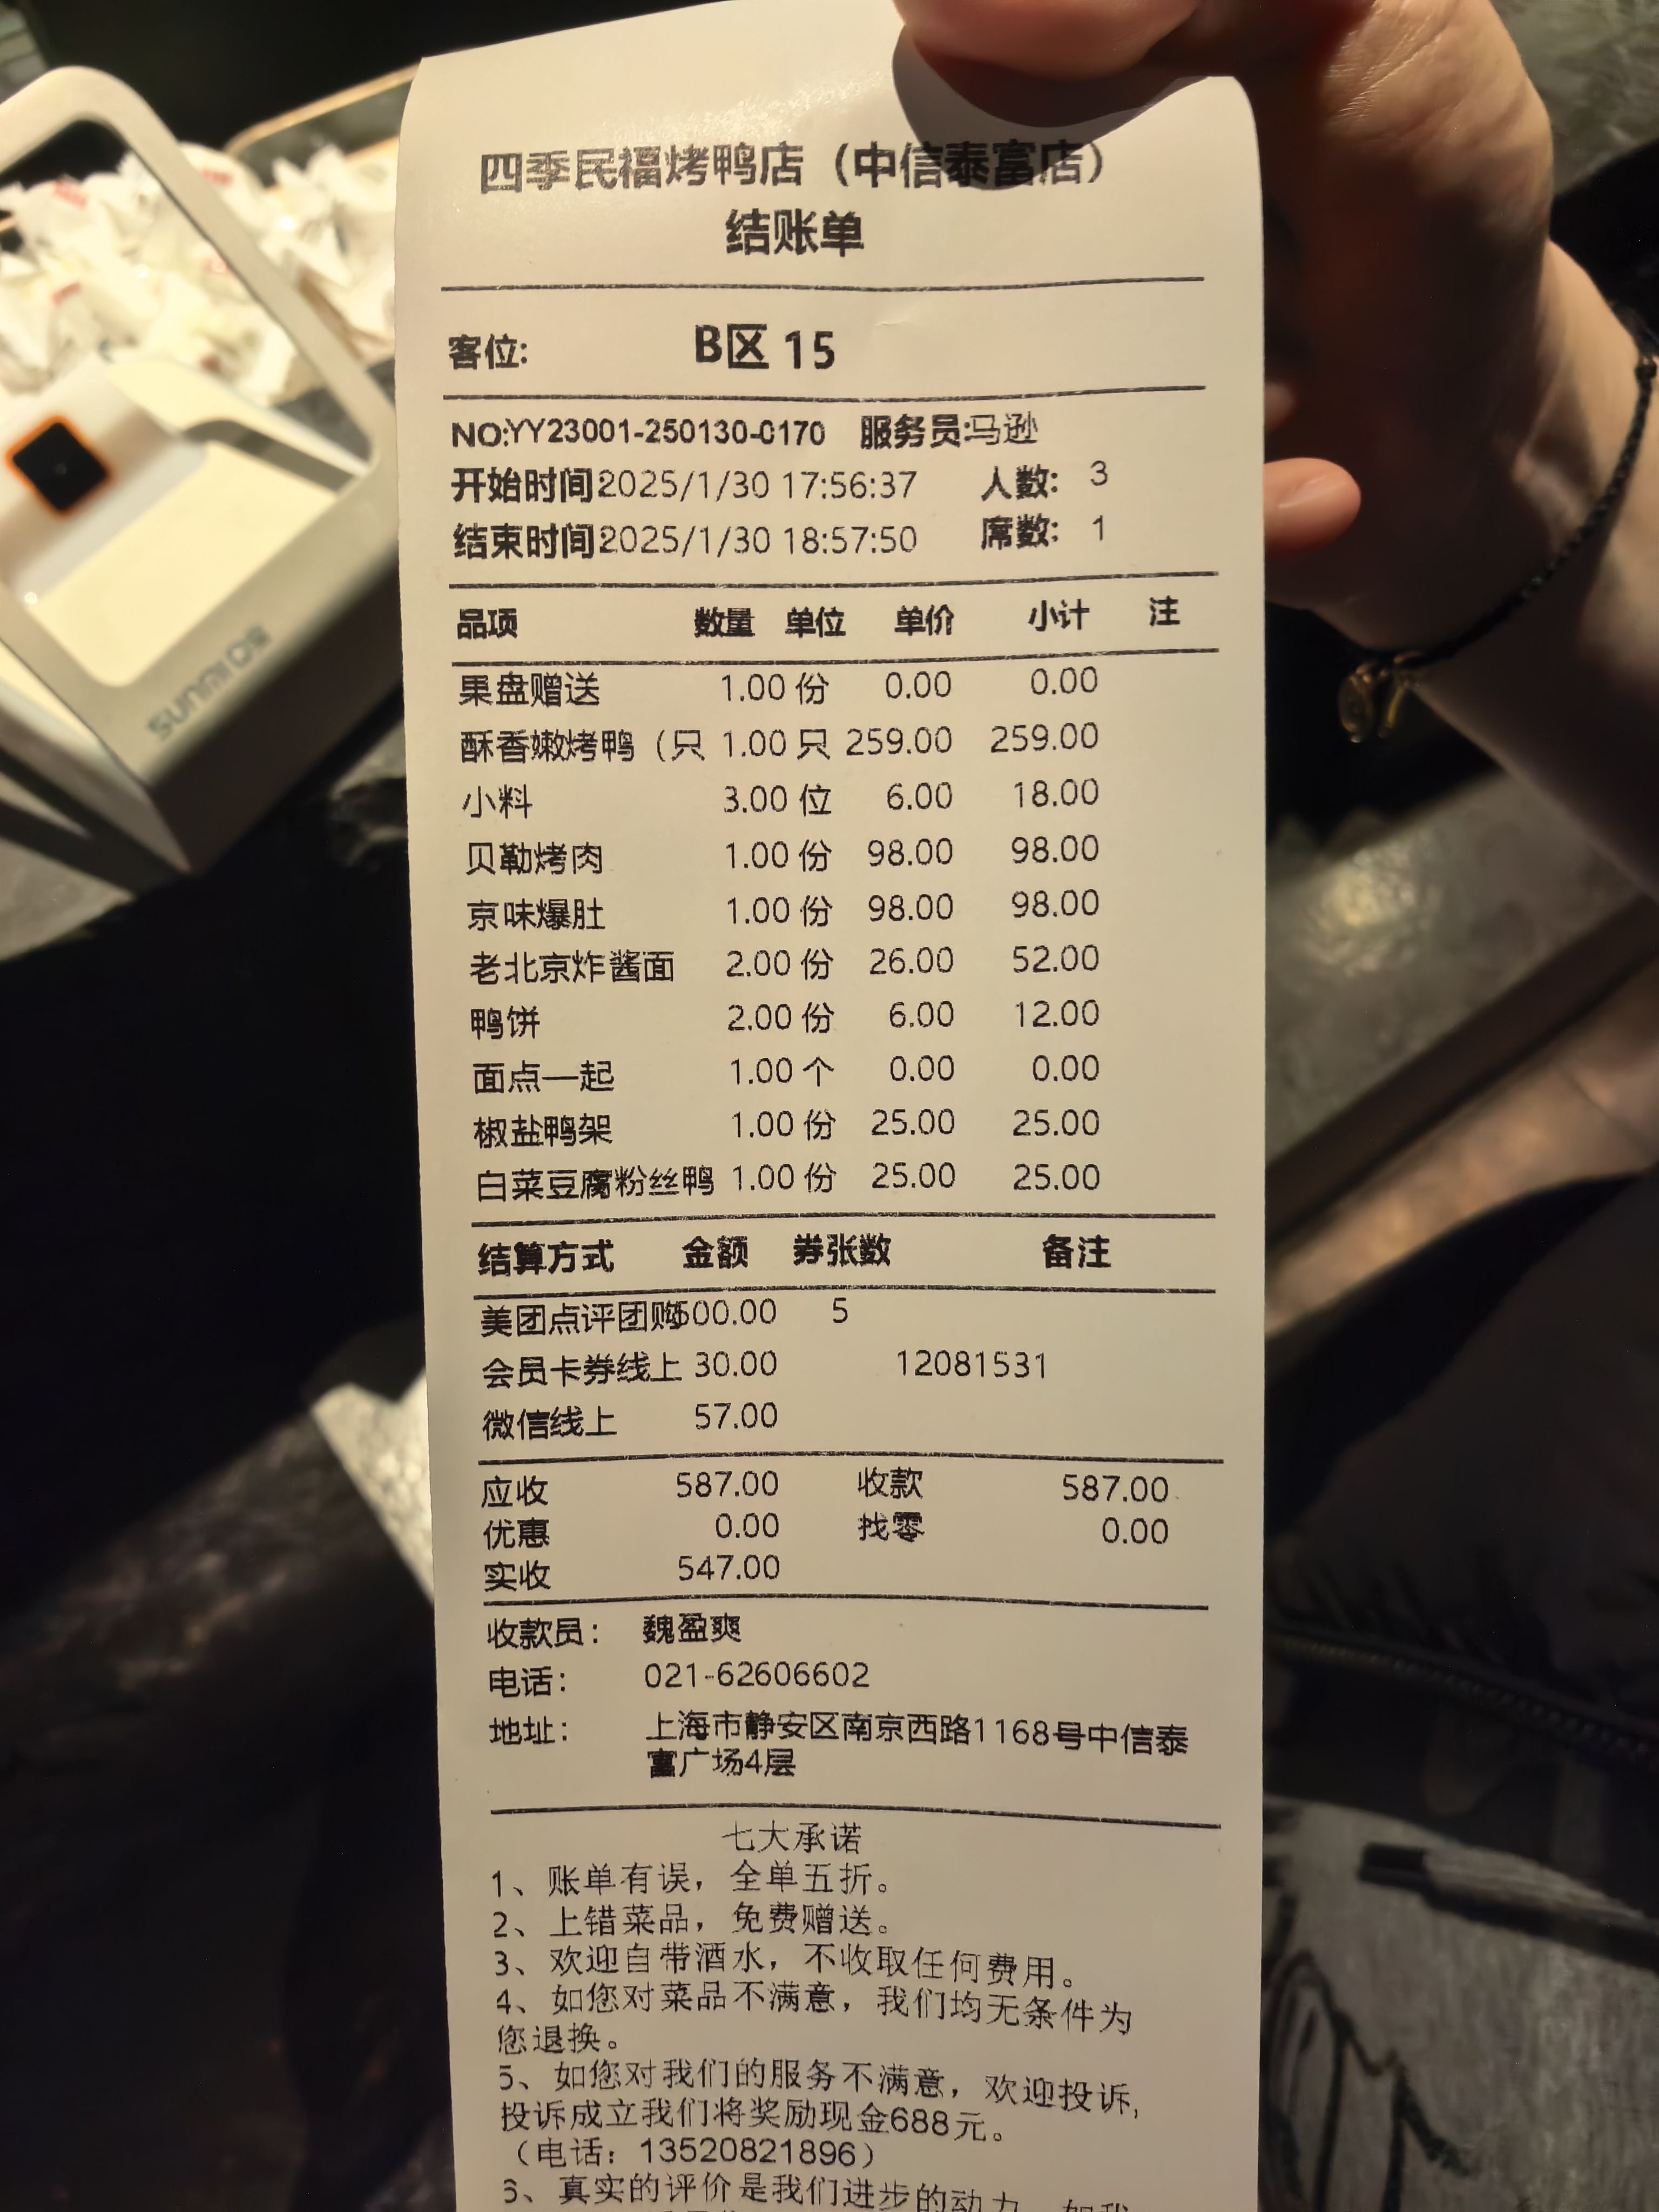 四季民福烤鸭店（中信泰富店）
结账单
客位: B区 15
NO:YY23001-250130-0170 服务员:马逊
开始时间 2025/1/30 17:56:37 人数: 3
结束时间 2025/1/30 18:57:50 席数: 1
品项 数量 单位 单价 小计 注
果盘赠送 1.00 份 0.00 0.00
酥香嫩烤鸭（只 1.00 只 259.00 259.00
小料 3.00 位 6.00 18.00
贝勒烤肉 1.00 份 98.00 98.00
京味爆肚 1.00 份 98.00 98.00
老北京炸酱面 2.00 份 26.00 52.00
鸭饼 2.00 份 6.00 12.00
面点一起 1.00 个 0.00 0.00
椒盐鸭架 1.00 份 25.00 25.00
白菜豆腐粉丝鸭 1.00 份 25.00 25.00
结算方式 金额 券张数 备注
美团点评团购 500.00 5
会员卡券线上 30.00 12081531
微信线上 57.00
应收 587.00 收款 587.00
优惠 0.00 找零 0.00
实收 547.00
收款员： 魏盈爽
电话： 021-62606602
地址： 上海市静安区南京西路1168号中信泰
富广场4层
七大承诺
1、账单有误，全单五折。
2、上错菜品，免费赠送。
3、欢迎自带酒水，不收取任何费用。
4、如您对菜品不满意，我们均无条件为
您退换。
5、如您对我们的服务不满意，欢迎投诉，
投诉成立我们将奖励现金688元。
（电话：13520821896）
6、真实的评价是我们进步的动力，如我
SUNMI D2